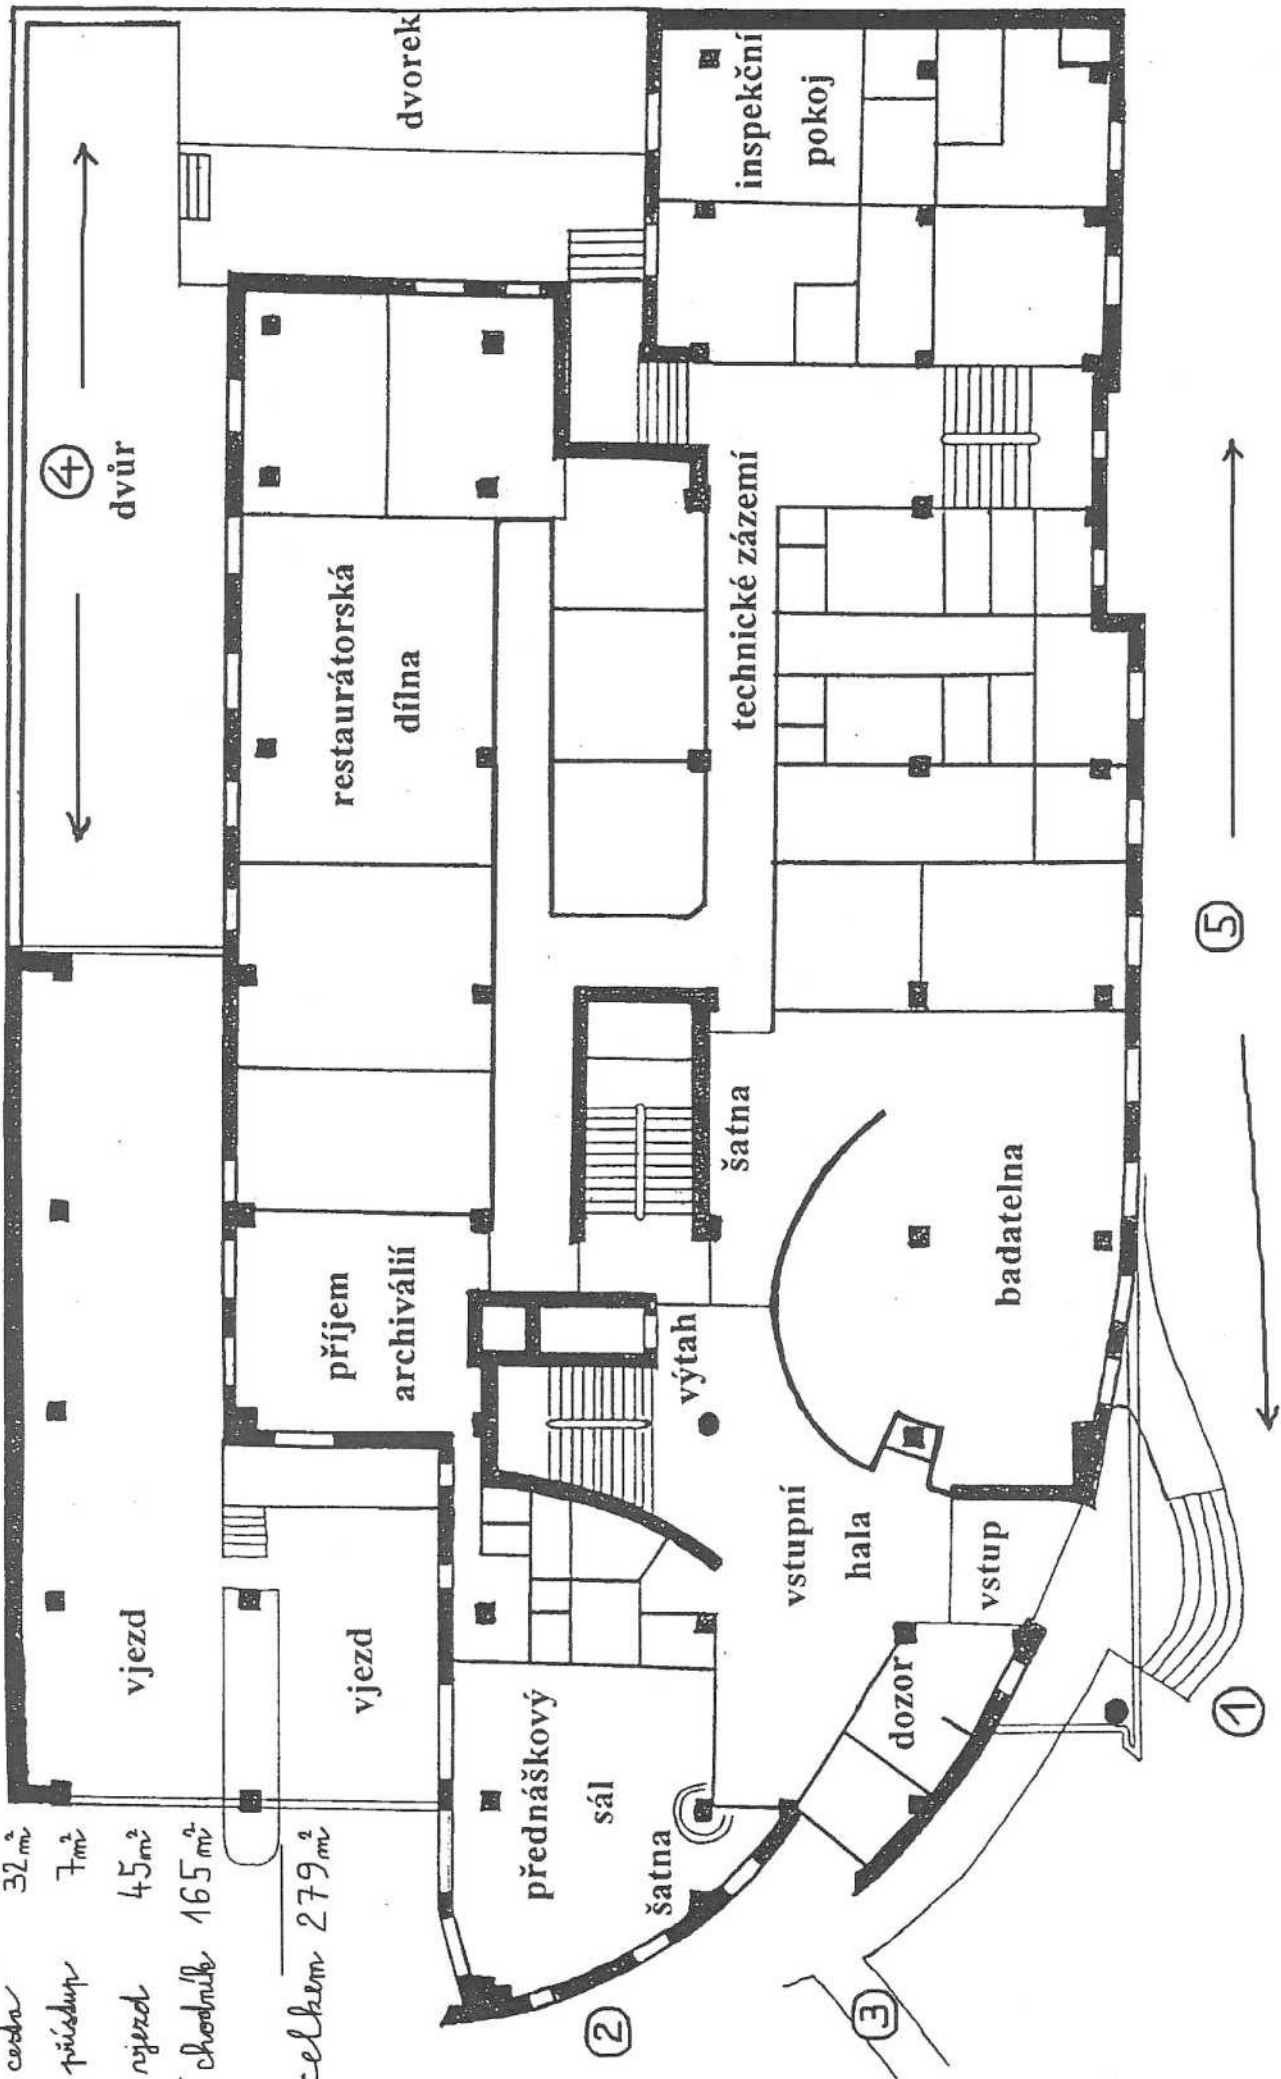 cesta 32m²
přístup 7m²
vjezd 45m²
chodník 165m²
celkem 279m²
④
dvůr
vjezd
vjezd
dvorek
příjem
archiválií
restaurátorská
dílna
přednáškový
sál
šatna
②
výtah
šatna
technické zázemí
inspekční
pokoj
vstupní
hala
③
dozor
vstup
badatelna
①
⑤